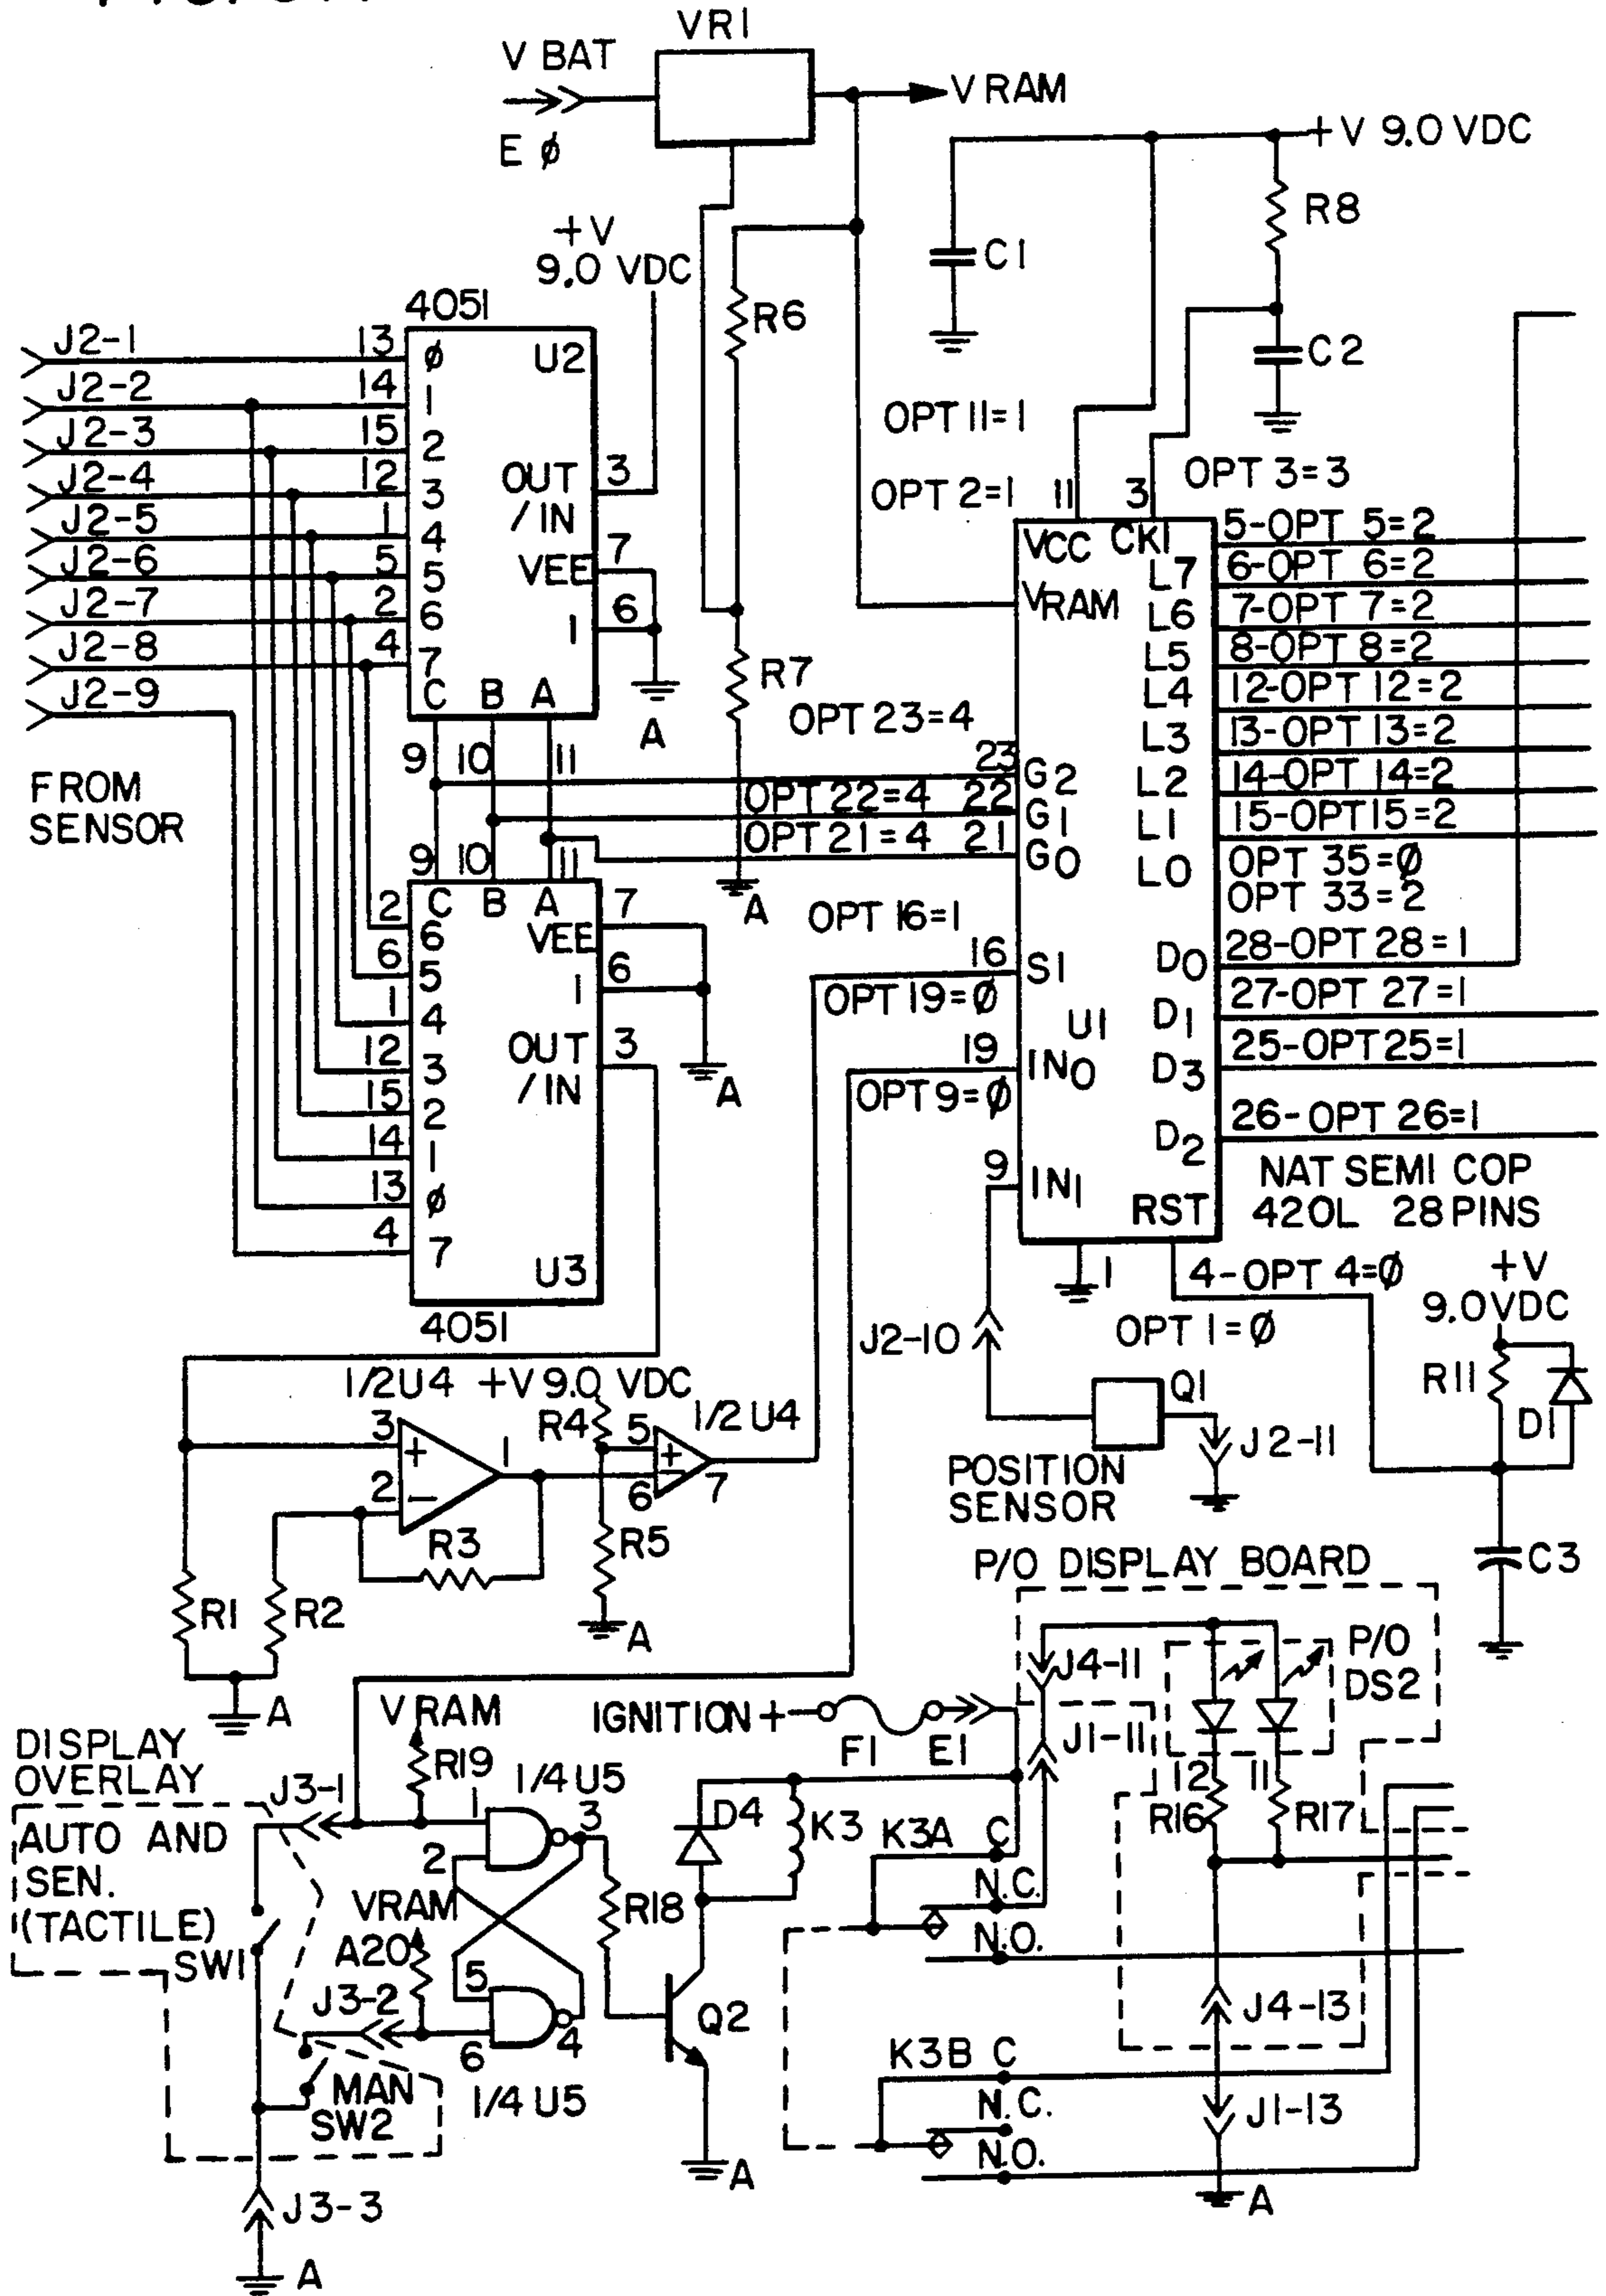 VR1
V BAT
V RAM
E ø
+V 9.0 VDC
R8
+V
9.0 VDC
C1
4051
R6
C2
J2-1
13
ø
U2
J2-2
14
1
OPT 11=1
J2-3
15
2
J2-4
12
3
OUT
/IN
3
OPT 2=1
11
3
OPT 3=3
J2-5
1
4
J2-6
5
5
VEE
7
J2-7
2
6
1
6
J2-8
4
7
J2-9
C
B
A
A
R7
VCC
CKI
VRAM
5-OPT 5=2
L7
6-OPT 6=2
L6
7-OPT 7=2
L5
8-OPT 8=2
L4
12-OPT 12=2
L3
13-OPT 13=2
L2
14-OPT 14=2
L1
15-OPT 15=2
L0
OPT 35=ø
OPT 33=2
FROM
SENSOR
9
10
11
OPT 23=4
23
G2
OPT 22=4
22
G1
OPT 21=4
21
G0
9
10
11
A
C
B
A
7
VEE
1
6
A
OUT
/IN
3
2
6
6
5
1
4
12
3
15
2
14
1
13
ø
4
7
U3
4051
OPT 16=1
16
S1
OPT 19=ø
19
IN0
OPT 9=ø
9
IN1
U1
D0
28-OPT 28=1
D1
27-OPT 27=1
D3
25-OPT 25=1
D2
26-OPT 26=1
NAT SEMI COP
420L 28 PINS
RST
1
4-OPT 4=ø
OPT 1=ø
+V
9.0VDC
J2-10
R11
D1
Q1
J2-11
POSITION
SENSOR
C3
1/2 U4
+V 9.0 VDC
3
+
2
-
1
R4
5
+
6
-
7
1/2 U4
R3
R5
A
R1
R2
A
P/O DISPLAY BOARD
J4-11
P/O
DS2
IGNITION +
F1
E1
J1-11
12
11
R16
R17
V RAM
R19
DISPLAY
OVERLAY
J3-1
1/4 U5
1
3
2
AUTO AND
SEN.
(TACTILE)
SW1
VRAM
A20
R18
D4
K3
K3A
C
N.C.
N.O.
J3-2
5
6
4
1/4 U5
Q2
J4-13
MAN
SW2
K3B
C
N.C.
N.O.
J1-13
A
A
J3-3
A